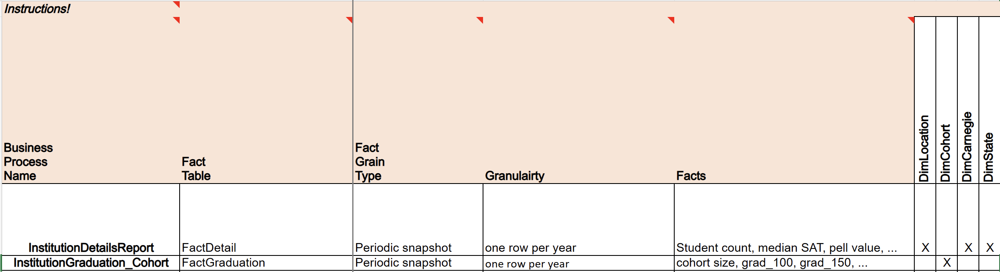 Instructions!
Business
Process
Name
Fact
Table
Fact
Grain
Type
Granulairty
Facts
DimLocation
DimCohort
DimCarnegie
DimState
InstitutionDetailsReport FactDetail Periodic snapshot one row per year Student count, median SAT, pell value, ... X X X
InstitutionGraduation_Cohort FactGraduation Periodic snapshot one row per year cohort size, grad_100, grad_150, ... X